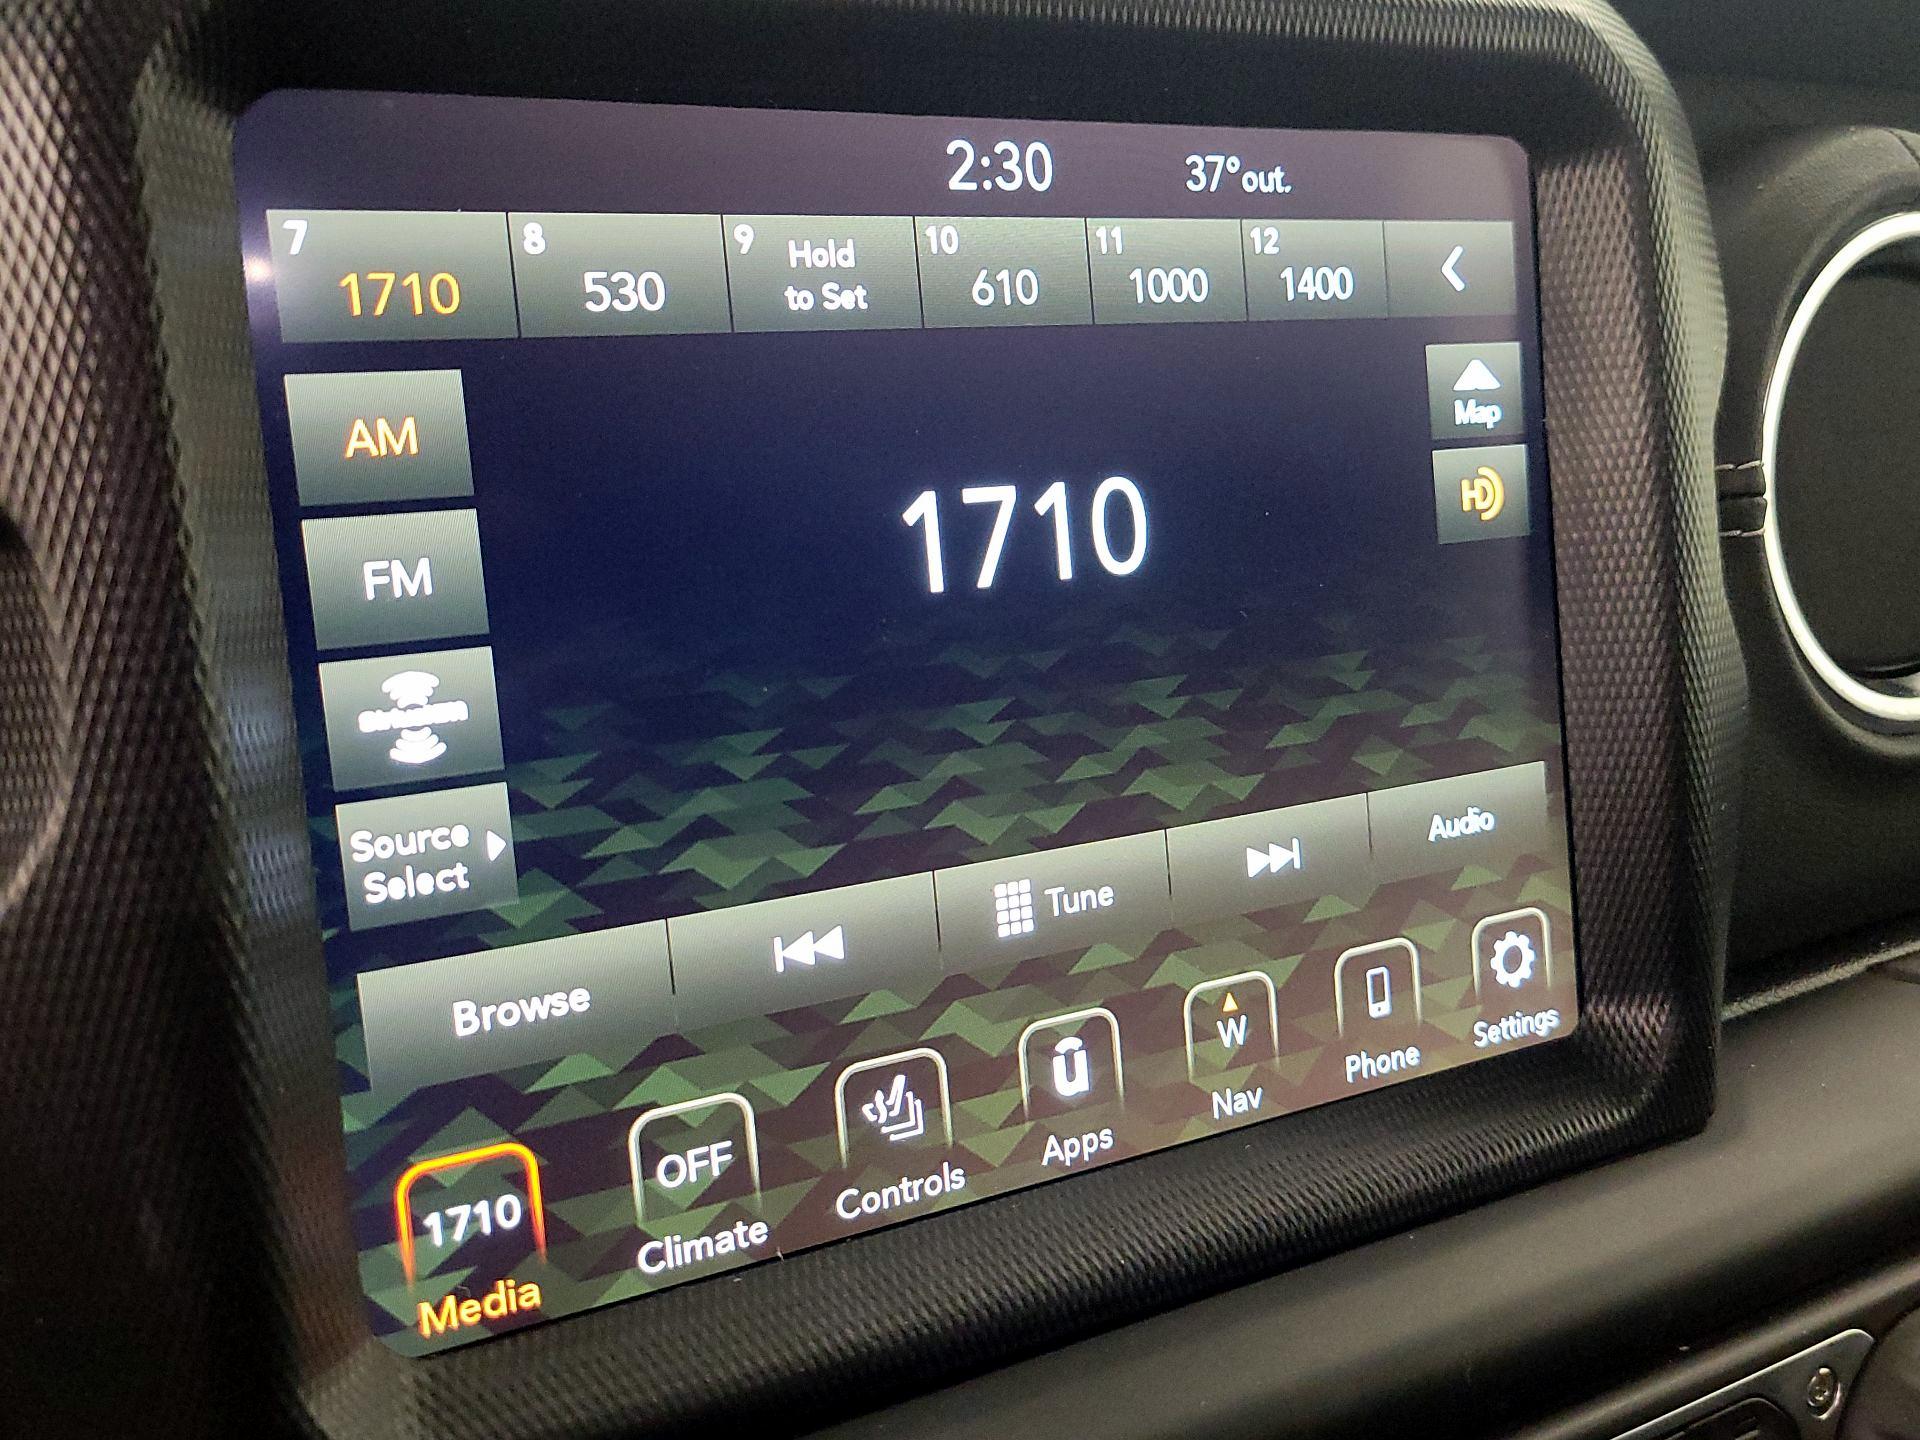 2:30 37° out.
7 1710
8 530
9 Hold
to Set
10 610
11 1000
12 1400
AM
FM
Source
Select
1710
Map
HD
Browse
Tune
Audio
1710
Media
OFF
Climate
Controls
u
Apps
W
Nav
Phone
Settings